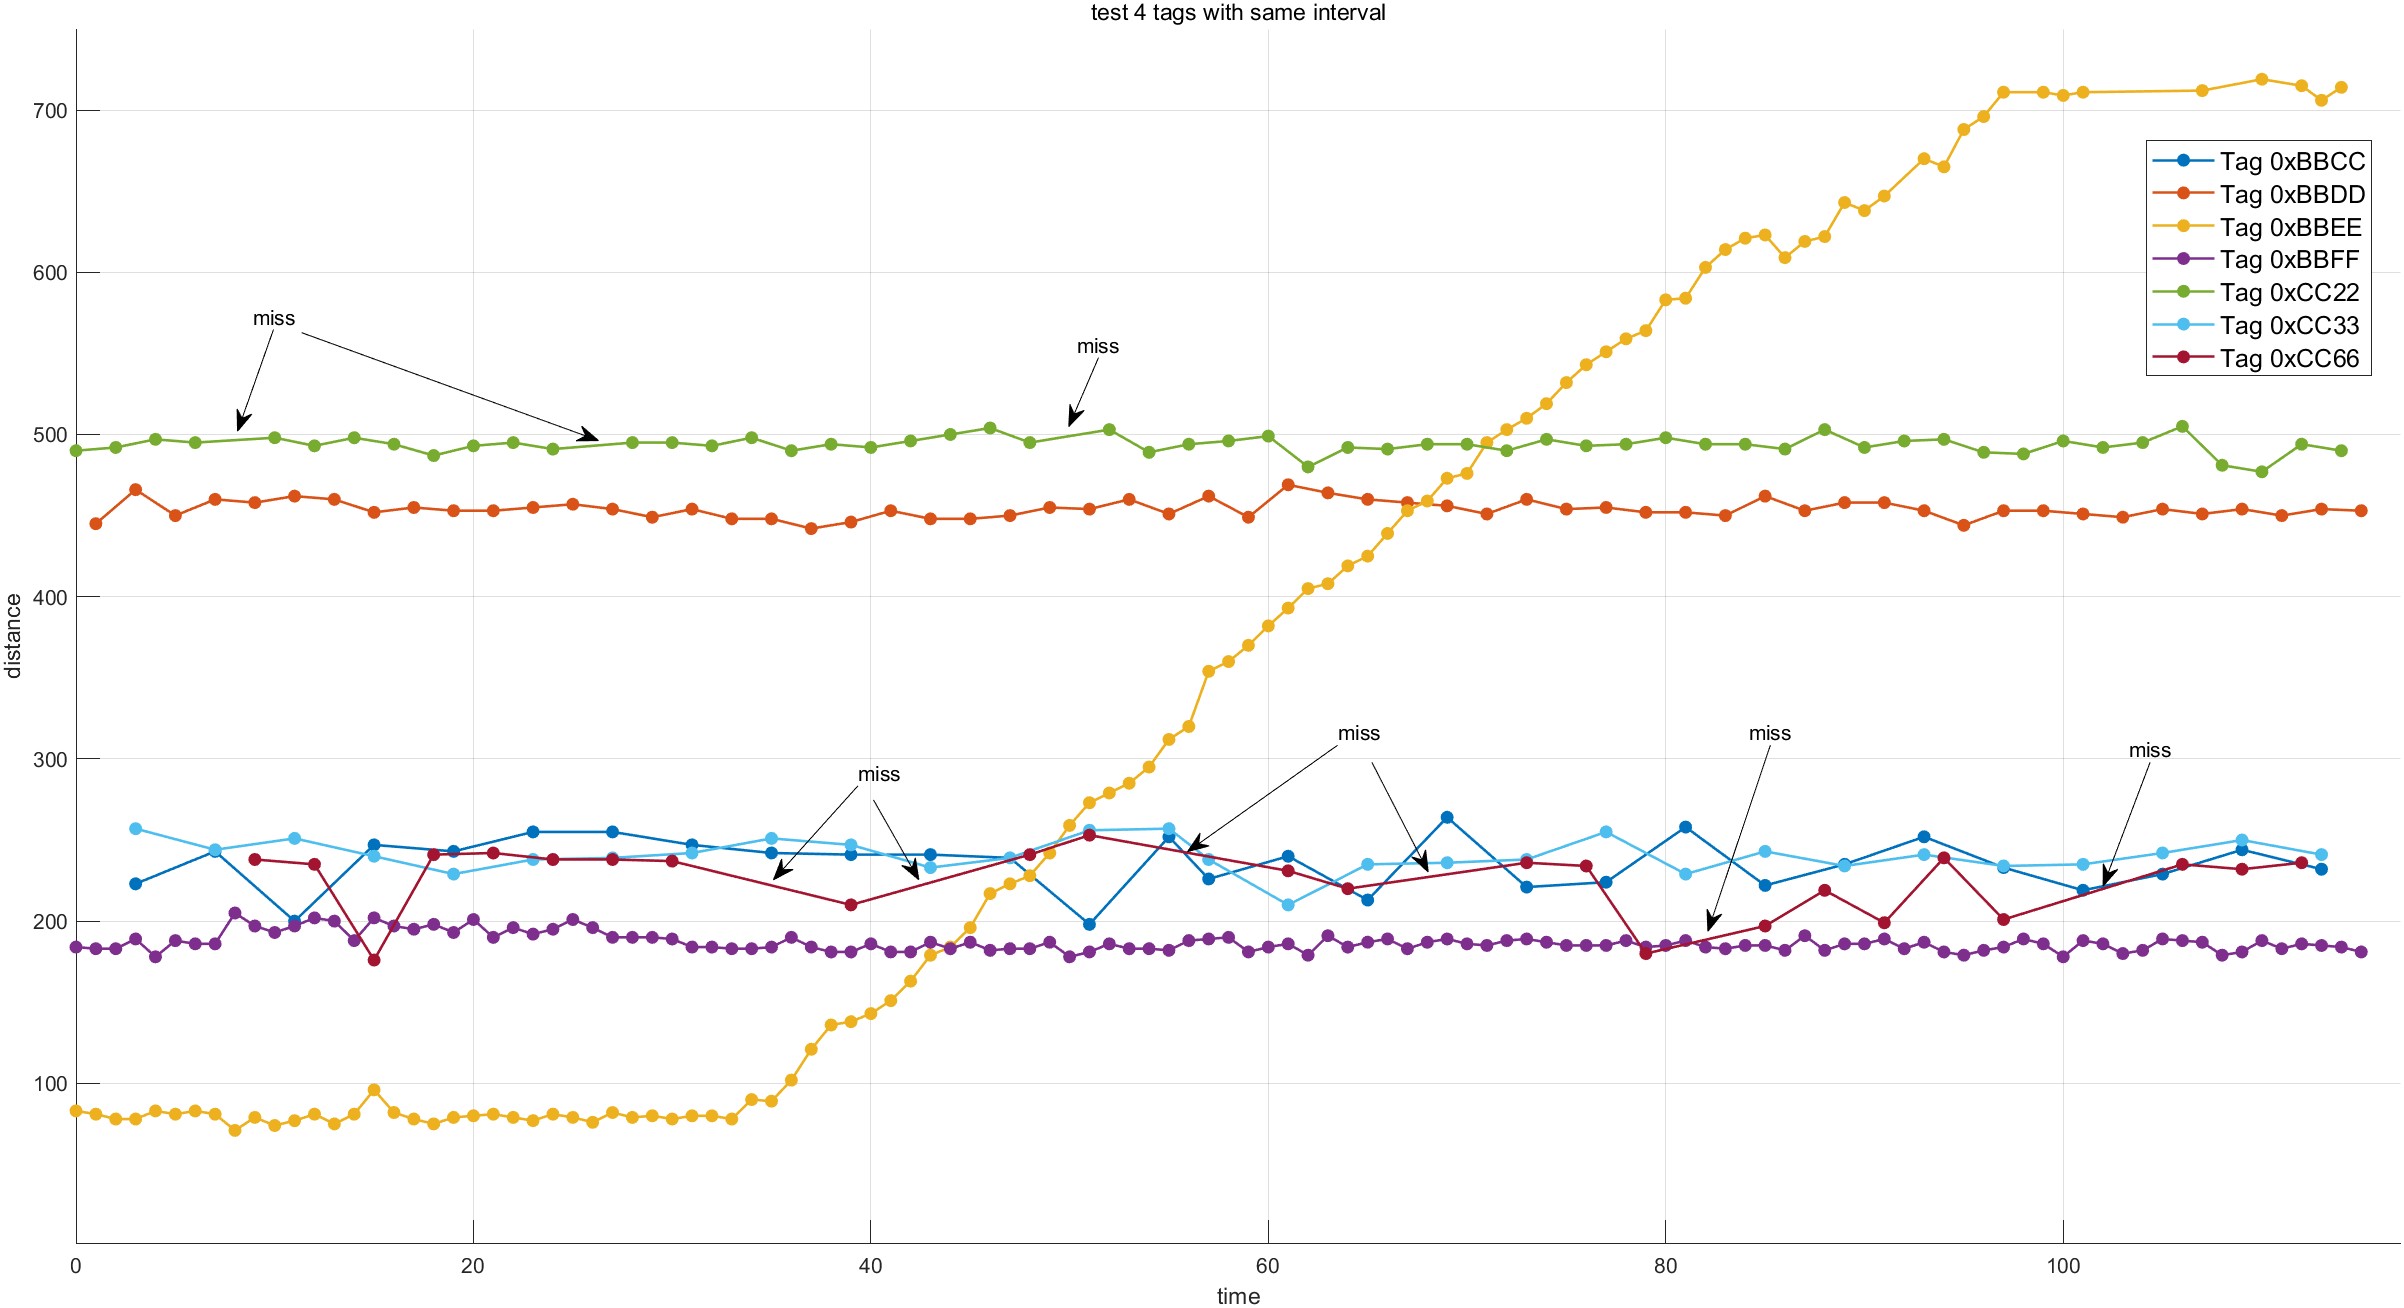 test 4 tags with same interval
700
600
500
400
300
200
100
distance
miss
miss
miss
miss
miss
miss
Tag 0xBBCC
Tag 0xBBDD
Tag 0xBBEE
Tag 0xBBFF
Tag 0xCC22
Tag 0xCC33
Tag 0xCC66
0 20 40 60 80 100
time